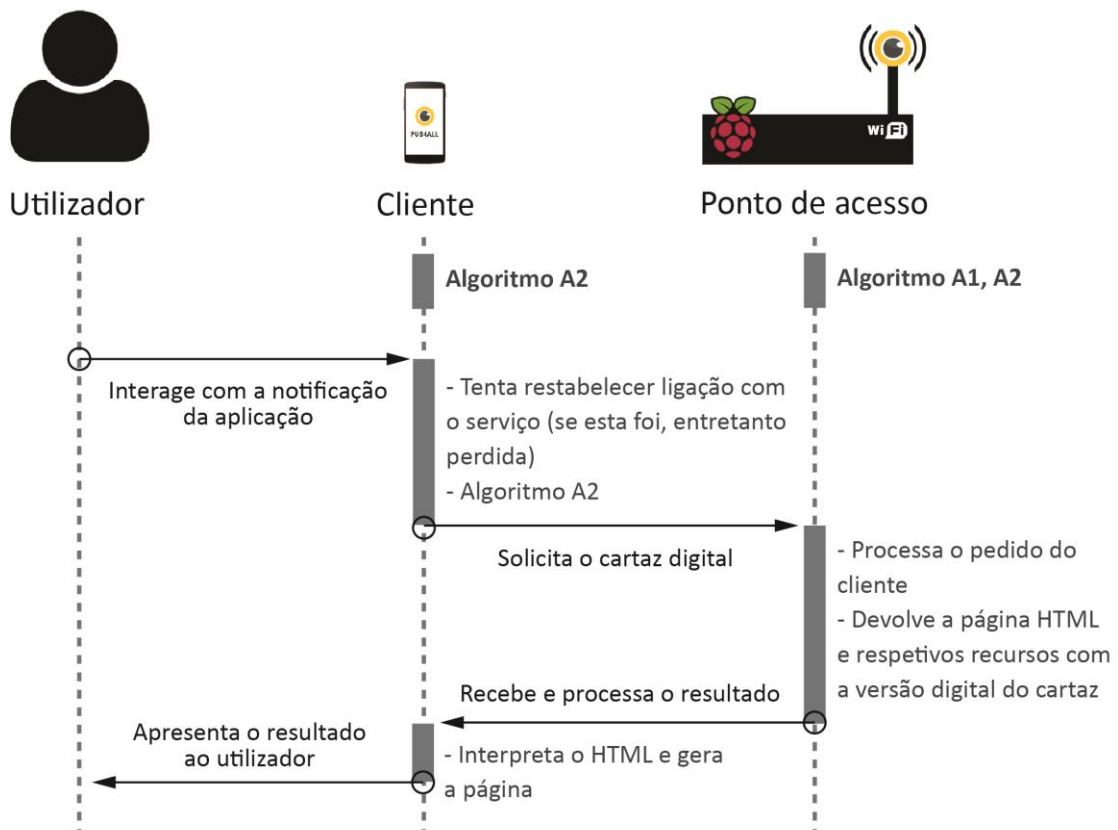 PUB4ALL
WiFi
Utilizador
Cliente
Ponto de acesso
Algoritmo A2
Algoritmo A1, A2
Interage com a notificação
da aplicação
- Tenta restabelecer ligação com
o serviço (se esta foi, entretanto
perdida)
- Algoritmo A2
Solicita o cartaz digital
- Processa o pedido do
cliente
- Devolve a página HTML
e respetivos recursos com
a versão digital do cartaz
Recebe e processa o resultado
Apresenta o resultado
ao utilizador
- Interpreta o HTML e gera
a página